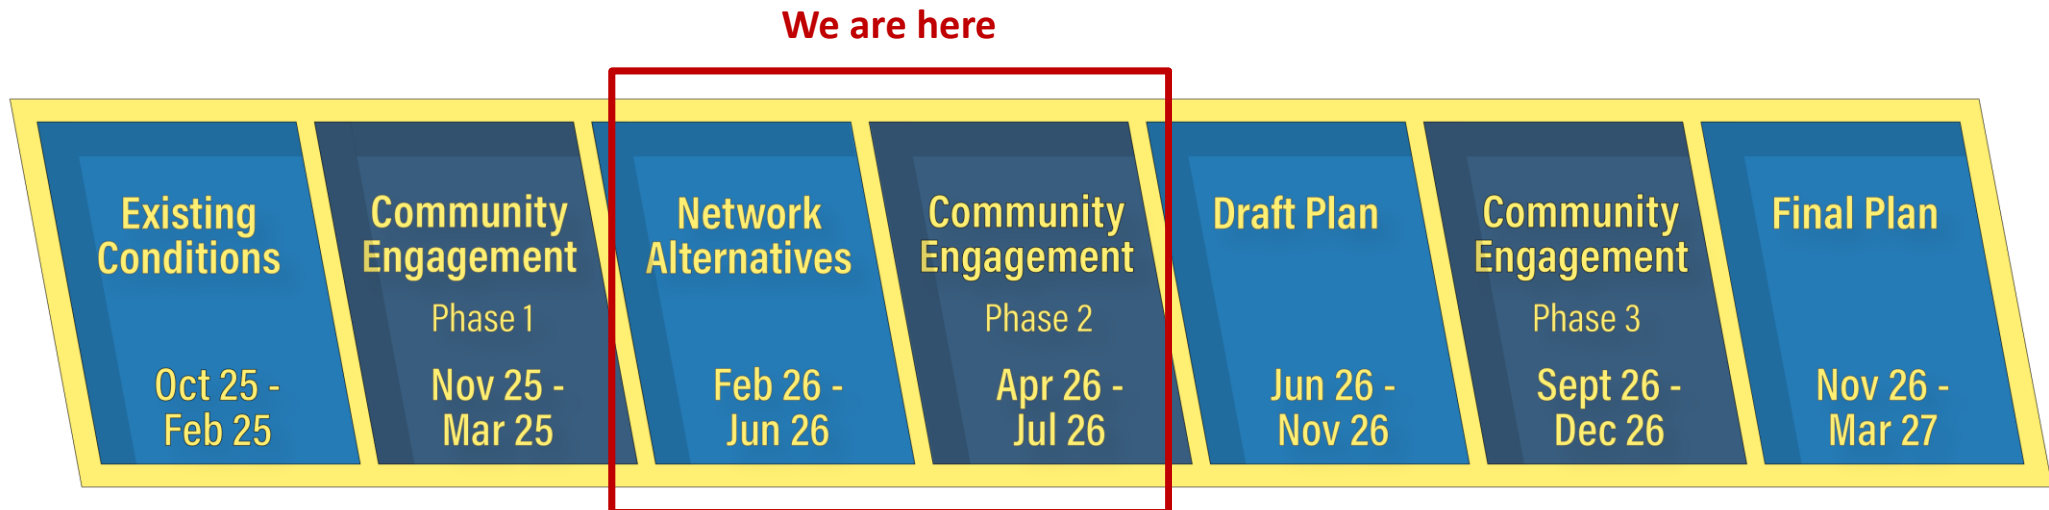 We are here
Existing
Conditions
Oct 25 -
Feb 25
Community
Engagement
Phase 1
Nov 25 -
Mar 25
Network
Alternatives
Feb 26 -
Jun 26
Community
Engagement
Phase 2
Apr 26 -
Jul 26
Draft Plan
Jun 26 -
Nov 26
Community
Engagement
Phase 3
Sept 26 -
Dec 26
Final Plan
Nov 26 -
Mar 27